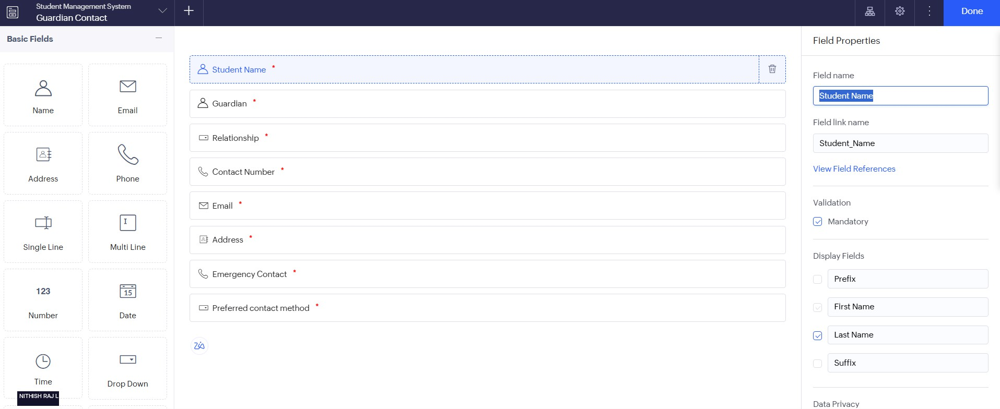 Student Management System
Guardian Contact
Done
Basic Fields
Name
Email
Address
Phone
Single Line
Multi Line
123
Number
15
Date
Time
Drop Down
NITHISH RAJ L
Student Name *
Guardian *
Relationship *
Contact Number *
Email *
Address *
Emergency Contact *
Preferred contact method *
Zia
Field Properties
Field name
Student Name
Field link name
Student_Name
View Field References
Validation
Mandatory
Display Fields
Prefix
First Name
Last Name
Suffix
Data Privacy